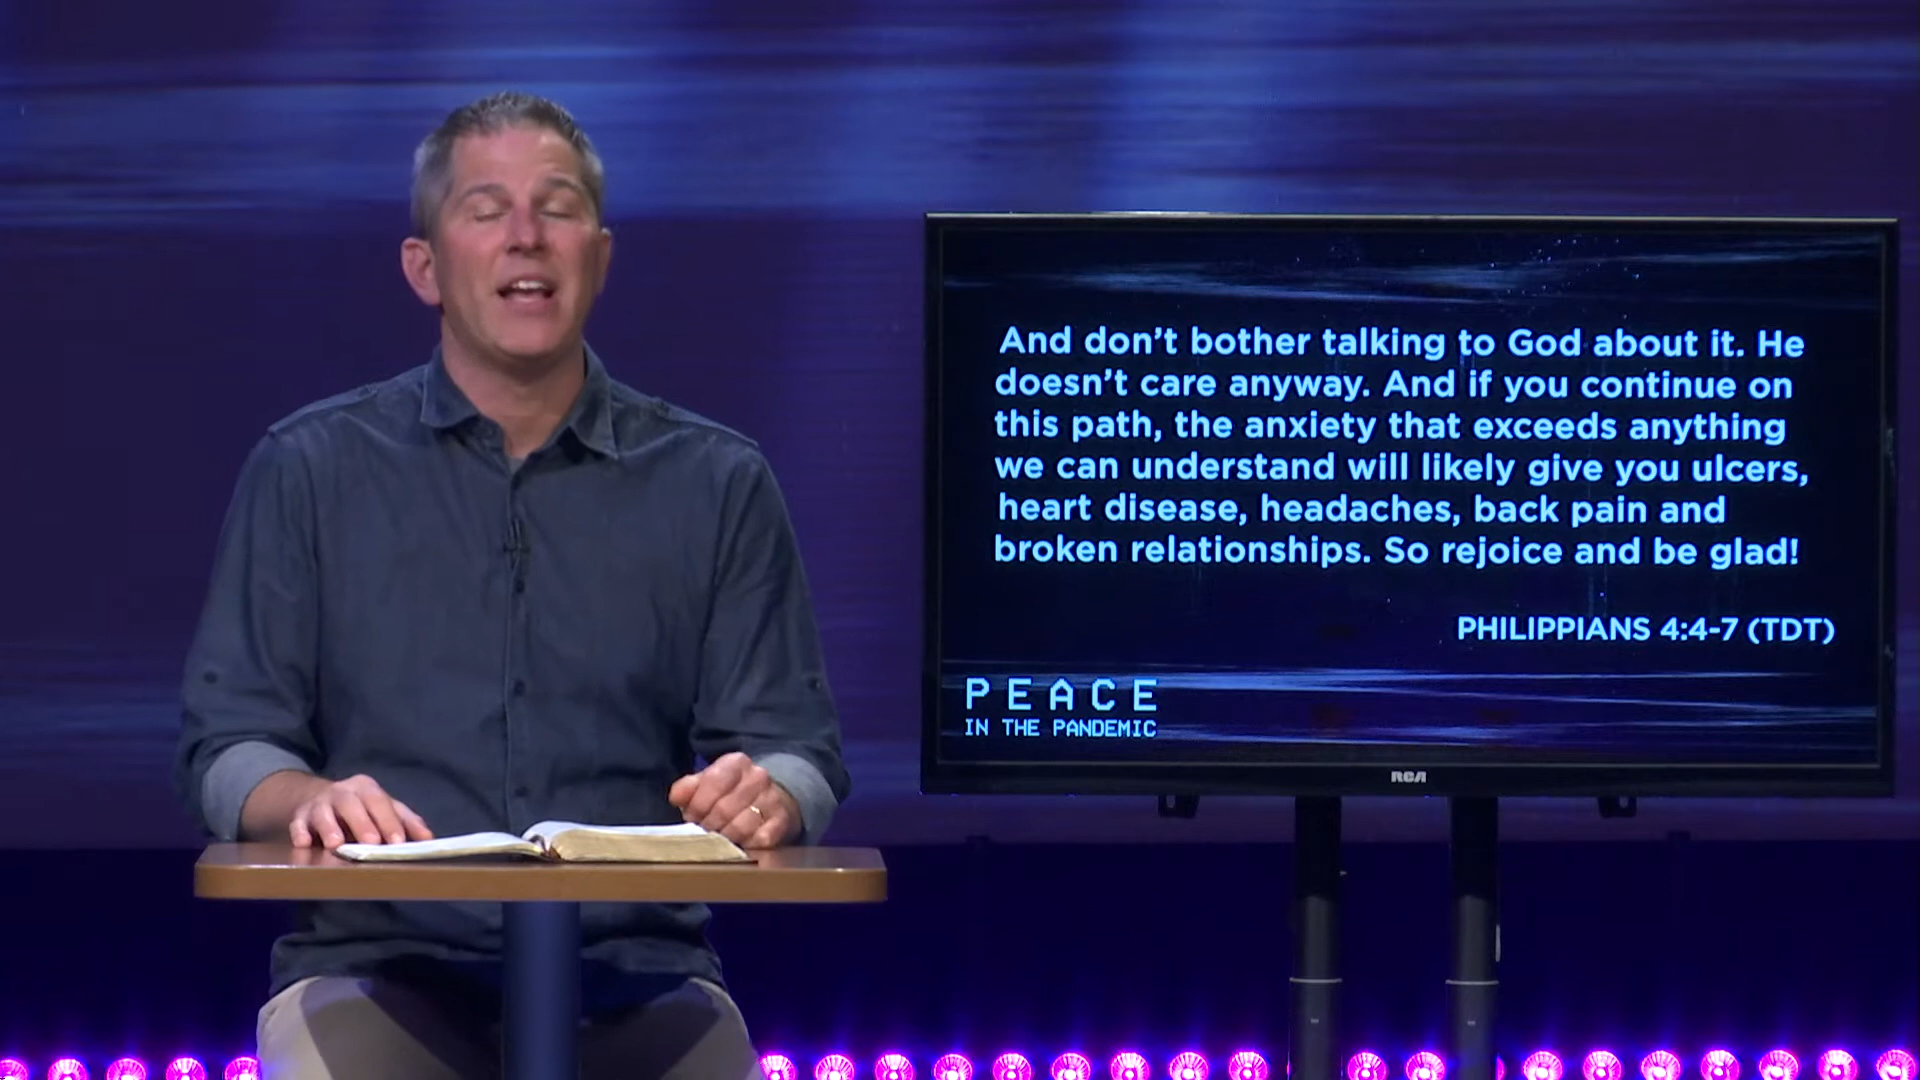 And don't bother talking to God about it. He
doesn't care anyway. And if you continue on
this path, the anxiety that exceeds anything
we can understand will likely give you ulcers,
heart disease, headaches, back pain and
broken relationships. So rejoice and be glad!
PHILIPPIANS 4:4-7 (TDT)
PEACE
IN THE PANDEMIC
RCA